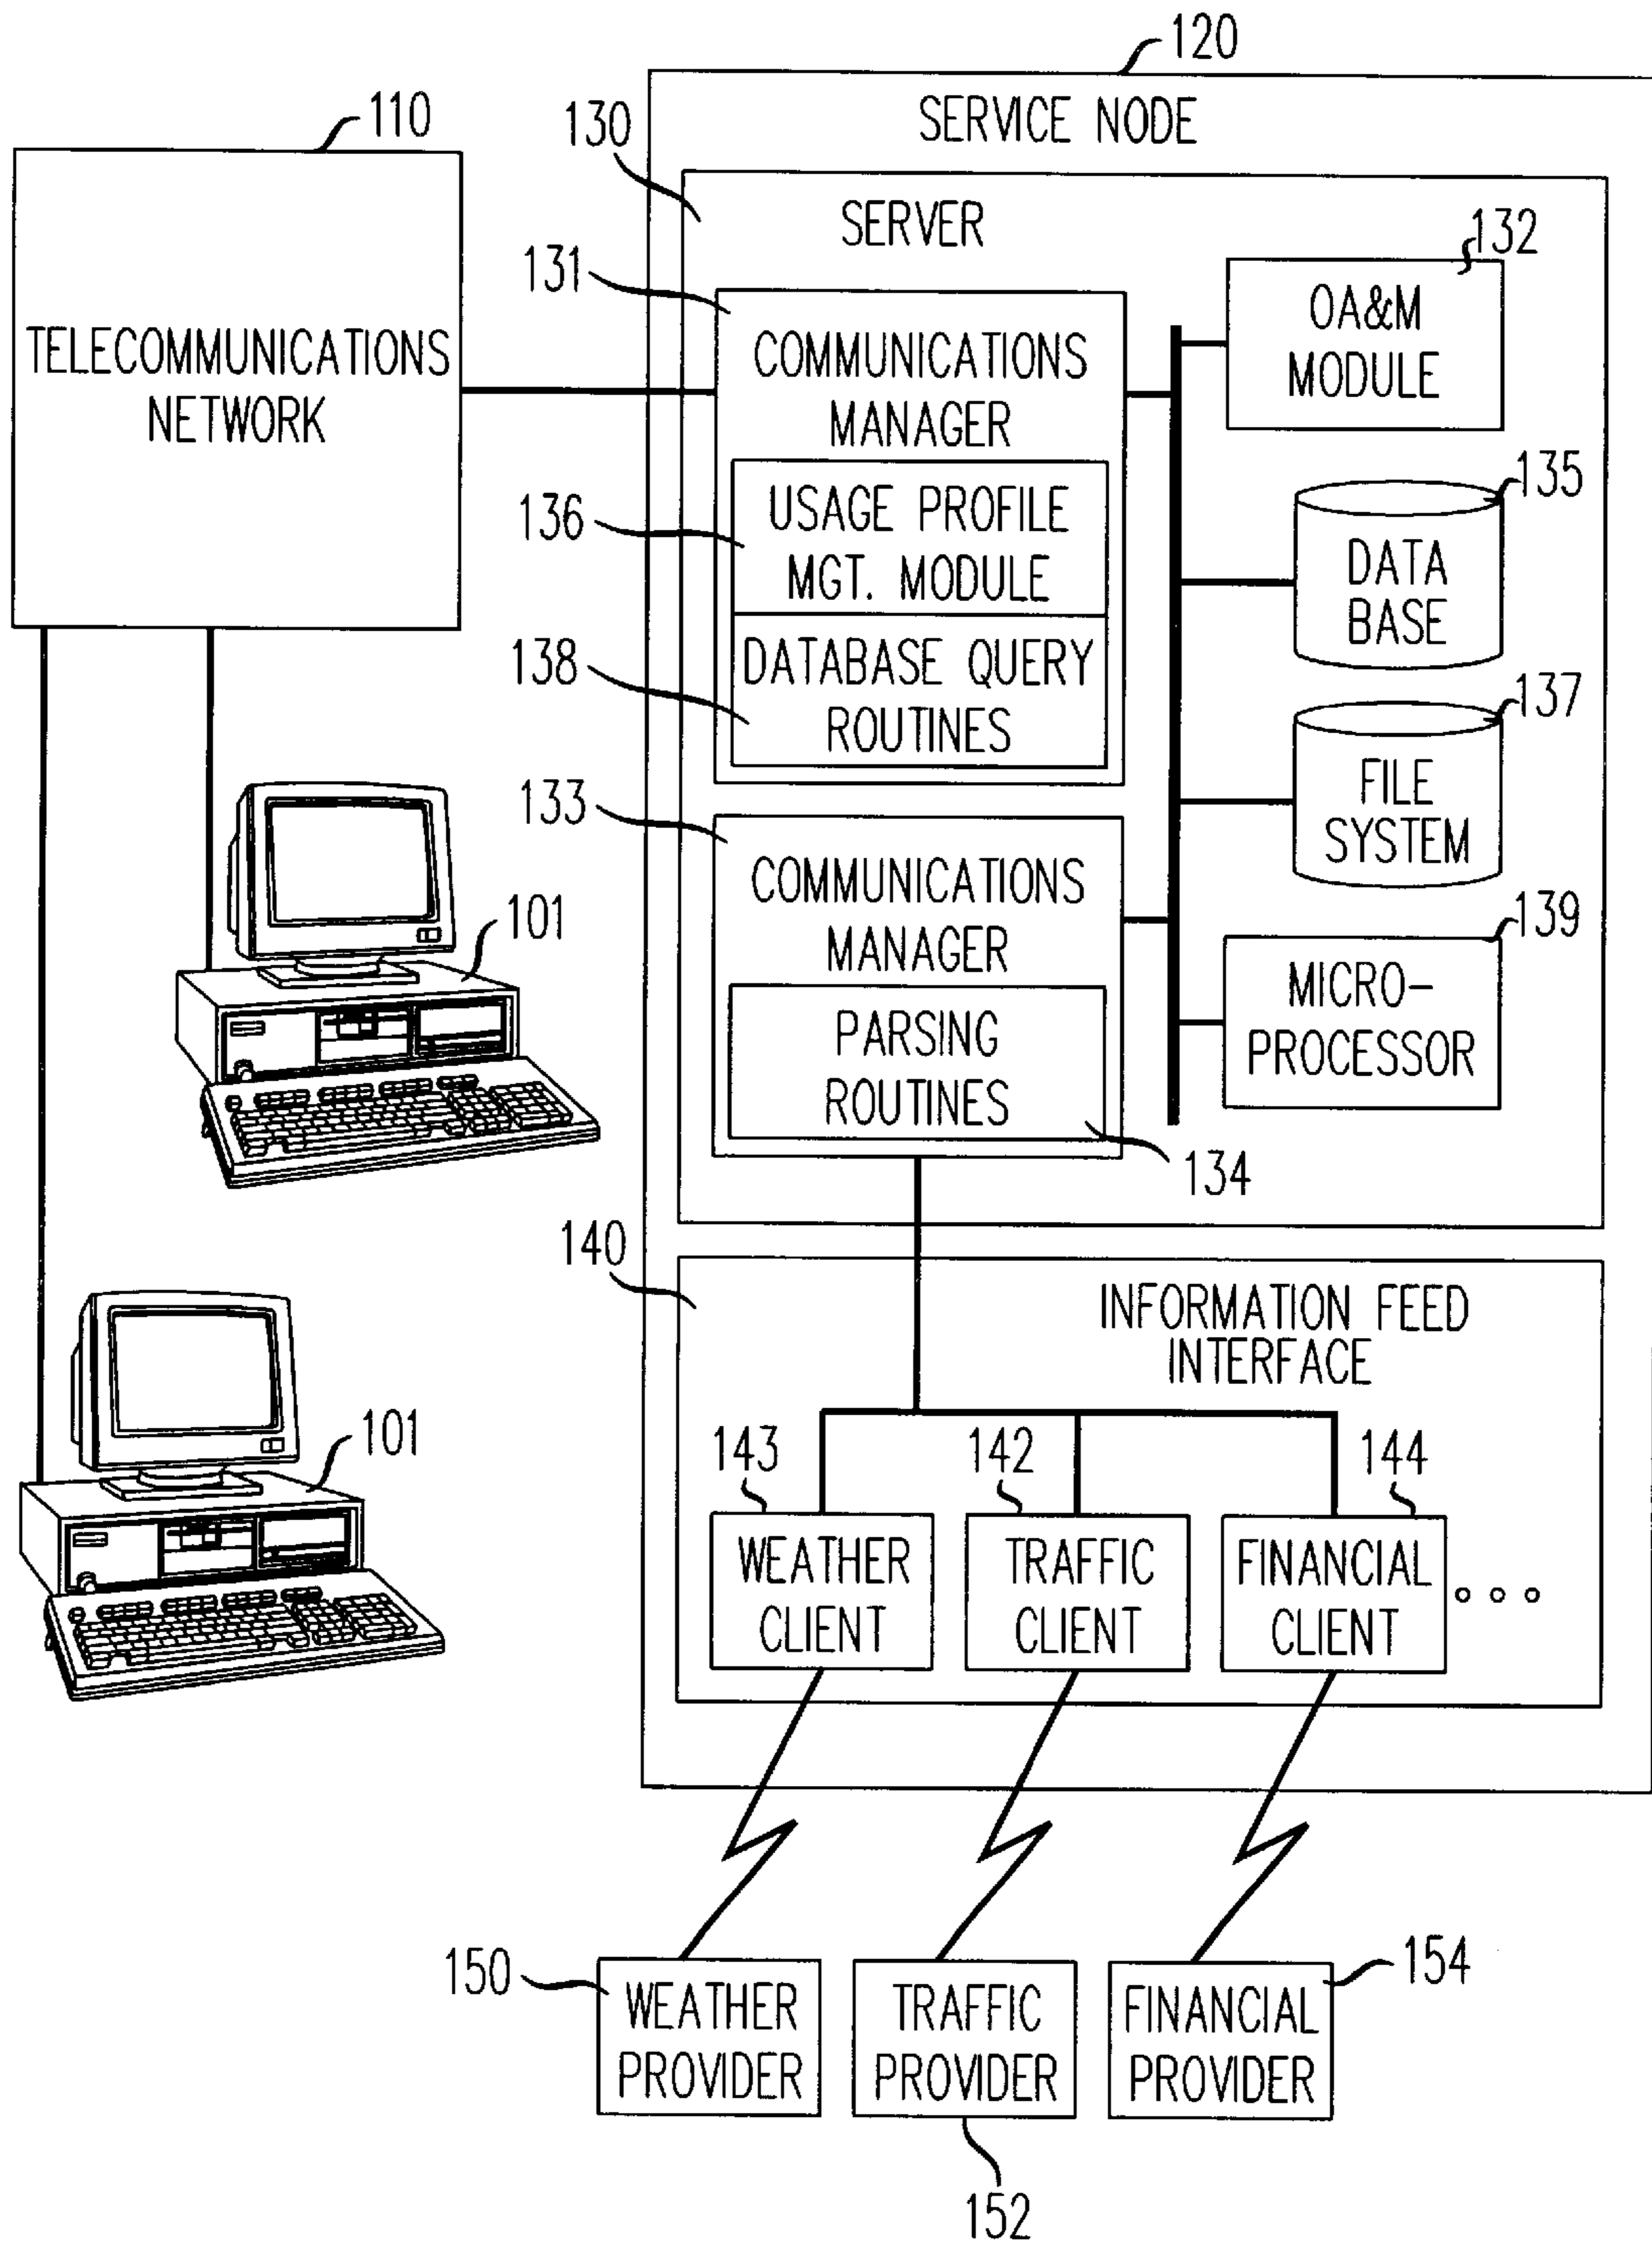 120
SERVICE NODE
110
TELECOMMUNICATIONS
NETWORK
130
SERVER
131
COMMUNICATIONS
MANAGER
136
USAGE PROFILE
MGT. MODULE
138
DATABASE QUERY
ROUTINES
132
OA&M
MODULE
135
DATA
BASE
137
FILE
SYSTEM
133
COMMUNICATIONS
MANAGER
PARSING
ROUTINES
134
139
MICRO-
PROCESSOR
101
101
140
INFORMATION FEED
INTERFACE
143
WEATHER
CLIENT
142
TRAFFIC
CLIENT
144
FINANCIAL
CLIENT
150
WEATHER
PROVIDER
TRAFFIC
PROVIDER
152
154
FINANCIAL
PROVIDER